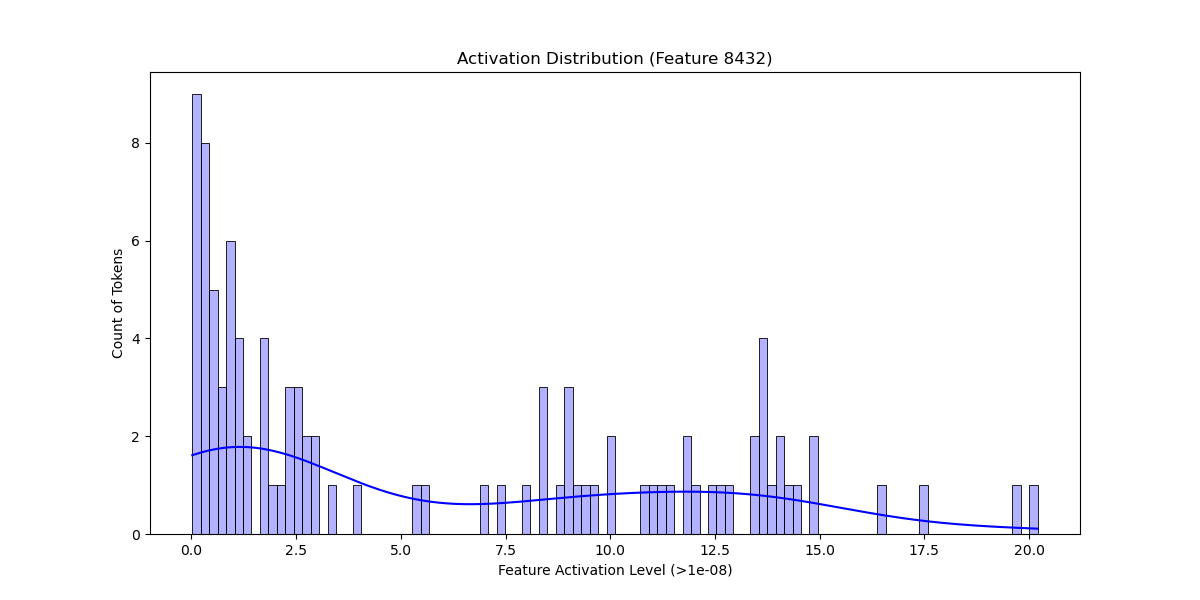 Activation Distribution (Feature 8432)
Count of Tokens
8
6
4
2
0
0.0 2.5 5.0 7.5 10.0 12.5 15.0 17.5 20.0
Feature Activation Level (>1e-08)